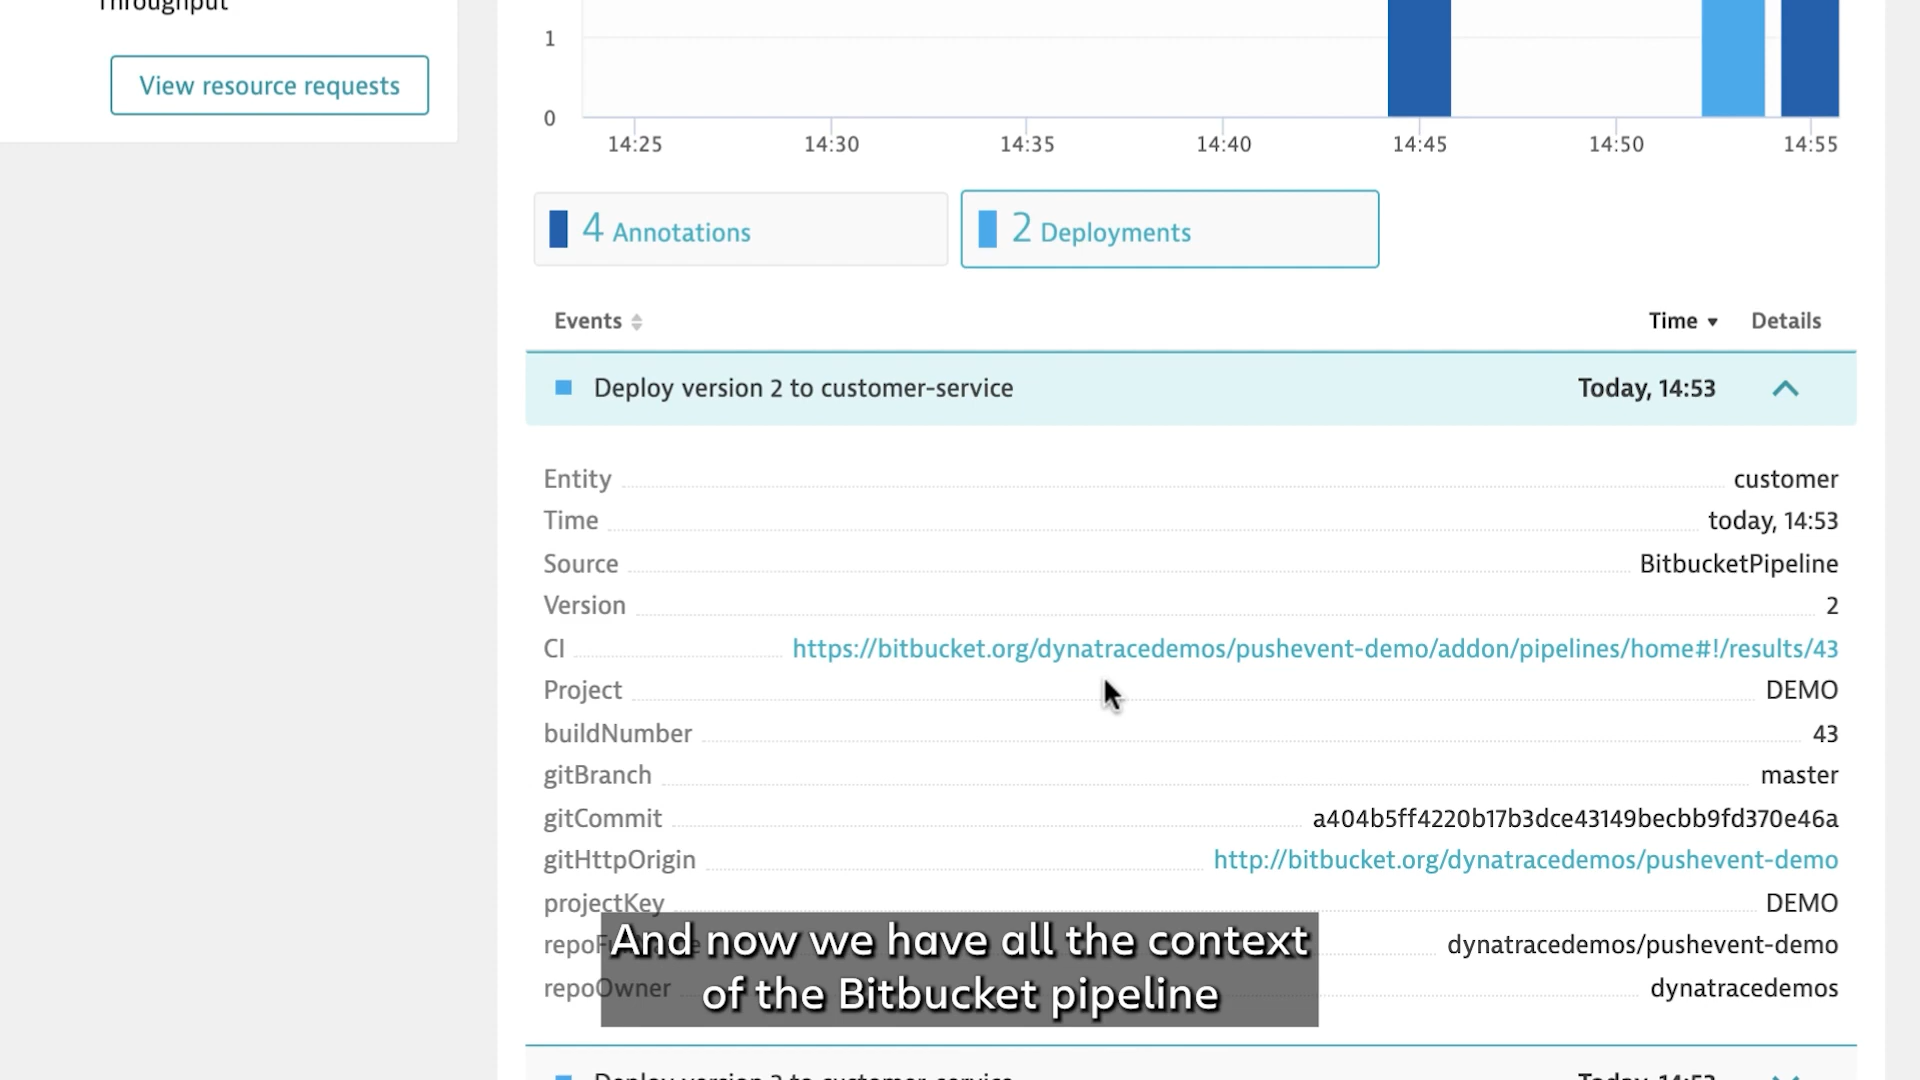 Throughput
View resource requests
1
0
14:25 14:30 14:35 14:40 14:45 14:50 14:55
4 Annotations
2 Deployments
Events Time Details
Deploy version 2 to customer-service Today, 14:53
Entity customer
Time today, 14:53
Source BitbucketPipeline
Version 2
CI https://bitbucket.org/dynatracedemos/pushevent-demo/addon/pipelines/home#!/results/43
Project DEMO
buildNumber 43
gitBranch master
gitCommit a404b5ff4220b17b3dce43149becbb9fd370e46a
gitHttpOrigin http://bitbucket.org/dynatracedemos/pushevent-demo
projectKey DEMO
dynatracedemos/pushevent-demo
repoOwner dynatracedemos
And now we have all the context
of the Bitbucket pipeline
Today, 14:53